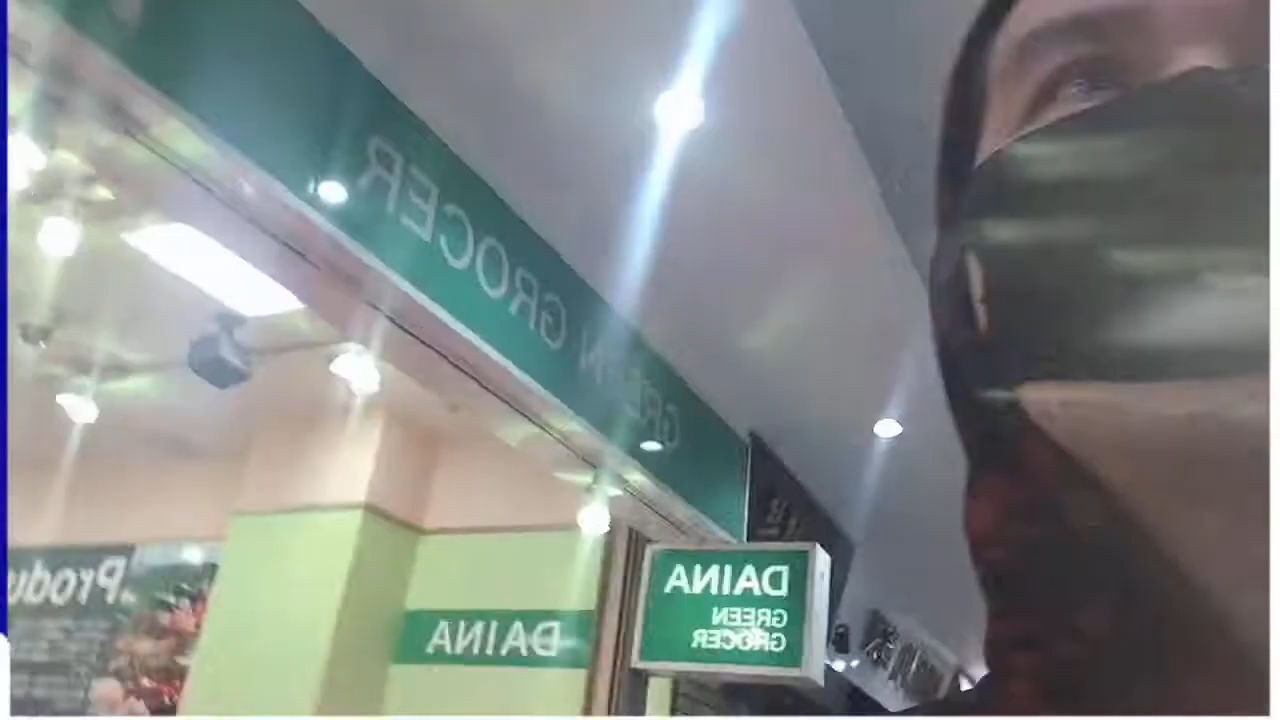 GREEN GROCER
DAINA
GREEN
GROCER
DAINA